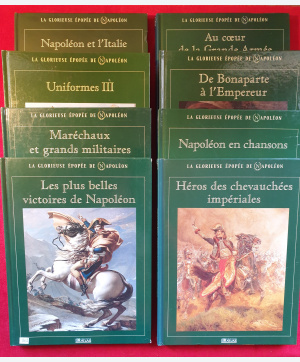 LA GLORIEUSE ÉPOPÉE DE NAPOLÉON
Napoléon et l'Italie
LA GLORIEUSE ÉPOPÉE DE NAPOLÉON
Uniformes III
LA GLORIEUSE ÉPOPÉE DE NAPOLÉON
Maréchaux
et grands militaires
LA GLORIEUSE ÉPOPÉE DE NAPOLÉON
Les plus belles
victoires de Napoléon
ATLAS
LA GLORIEUSE ÉPOPÉE DE NAPOLÉON
Au cœur
de la Grande Armée
LA GLORIEUSE ÉPOPÉE DE NAPOLÉON
De Bonaparte
à l'Empereur
LA GLORIEUSE ÉPOPÉE DE NAPOLÉON
Napoléon en chansons
LA GLORIEUSE ÉPOPÉE DE NAPOLÉON
Héros des chevauchées
impériales
ATLAS